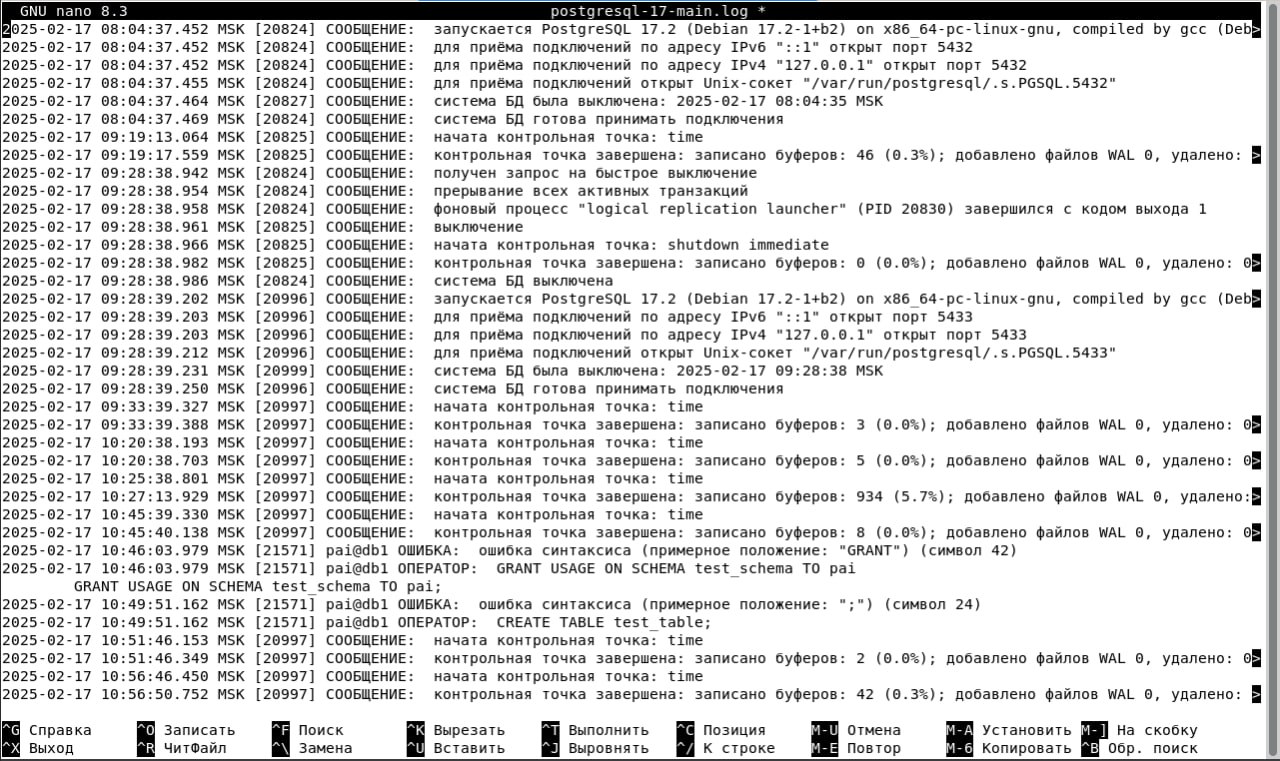 GNU nano 8.3 postgresql-17-main.log *
2025-02-17 08:04:37.452 MSK [20824] СООБЩЕНИЕ:  запускается PostgreSQL 17.2 (Debian 17.2-1+b2) on x86_64-pc-linux-gnu, compiled by gcc (Deb>
2025-02-17 08:04:37.452 MSK [20824] СООБЩЕНИЕ:  для приёма подключений по адресу IPv6 "::1" открыт порт 5432
2025-02-17 08:04:37.452 MSK [20824] СООБЩЕНИЕ:  для приёма подключений по адресу IPv4 "127.0.0.1" открыт порт 5432
2025-02-17 08:04:37.455 MSK [20824] СООБЩЕНИЕ:  для приёма подключений открыт Unix-сокет "/var/run/postgresql/.s.PGSQL.5432"
2025-02-17 08:04:37.464 MSK [20827] СООБЩЕНИЕ:  система БД была выключена: 2025-02-17 08:04:35 MSK
2025-02-17 08:04:37.469 MSK [20824] СООБЩЕНИЕ:  система БД готова принимать подключения
2025-02-17 09:19:13.064 MSK [20825] СООБЩЕНИЕ:  начата контрольная точка: time
2025-02-17 09:19:17.559 MSK [20825] СООБЩЕНИЕ:  контрольная точка завершена: записано буферов: 46 (0.3%); добавлено файлов WAL 0, удалено: >
2025-02-17 09:28:38.942 MSK [20824] СООБЩЕНИЕ:  получен запрос на быстрое выключение
2025-02-17 09:28:38.954 MSK [20824] СООБЩЕНИЕ:  прерывание всех активных транзакций
2025-02-17 09:28:38.958 MSK [20824] СООБЩЕНИЕ:  фоновый процесс "logical replication launcher" (PID 20830) завершился с кодом выхода 1
2025-02-17 09:28:38.961 MSK [20825] СООБЩЕНИЕ:  выключение
2025-02-17 09:28:38.966 MSK [20825] СООБЩЕНИЕ:  начата контрольная точка: shutdown immediate
2025-02-17 09:28:38.982 MSK [20825] СООБЩЕНИЕ:  контрольная точка завершена: записано буферов: 0 (0.0%); добавлено файлов WAL 0, удалено: 0>
2025-02-17 09:28:38.986 MSK [20824] СООБЩЕНИЕ:  система БД выключена
2025-02-17 09:28:39.202 MSK [20996] СООБЩЕНИЕ:  запускается PostgreSQL 17.2 (Debian 17.2-1+b2) on x86_64-pc-linux-gnu, compiled by gcc (Deb>
2025-02-17 09:28:39.203 MSK [20996] СООБЩЕНИЕ:  для приёма подключений по адресу IPv6 "::1" открыт порт 5433
2025-02-17 09:28:39.203 MSK [20996] СООБЩЕНИЕ:  для приёма подключений по адресу IPv4 "127.0.0.1" открыт порт 5433
2025-02-17 09:28:39.212 MSK [20996] СООБЩЕНИЕ:  для приёма подключений открыт Unix-сокет "/var/run/postgresql/.s.PGSQL.5433"
2025-02-17 09:28:39.231 MSK [20999] СООБЩЕНИЕ:  система БД была выключена: 2025-02-17 09:28:38 MSK
2025-02-17 09:28:39.250 MSK [20996] СООБЩЕНИЕ:  система БД готова принимать подключения
2025-02-17 09:33:39.327 MSK [20997] СООБЩЕНИЕ:  начата контрольная точка: time
2025-02-17 09:33:39.388 MSK [20997] СООБЩЕНИЕ:  контрольная точка завершена: записано буферов: 3 (0.0%); добавлено файлов WAL 0, удалено: 0>
2025-02-17 10:20:38.193 MSK [20997] СООБЩЕНИЕ:  начата контрольная точка: time
2025-02-17 10:20:38.703 MSK [20997] СООБЩЕНИЕ:  контрольная точка завершена: записано буферов: 5 (0.0%); добавлено файлов WAL 0, удалено: 0>
2025-02-17 10:25:38.801 MSK [20997] СООБЩЕНИЕ:  начата контрольная точка: time
2025-02-17 10:27:13.929 MSK [20997] СООБЩЕНИЕ:  контрольная точка завершена: записано буферов: 934 (5.7%); добавлено файлов WAL 0, удалено:>
2025-02-17 10:45:39.330 MSK [20997] СООБЩЕНИЕ:  начата контрольная точка: time
2025-02-17 10:45:40.138 MSK [20997] СООБЩЕНИЕ:  контрольная точка завершена: записано буферов: 8 (0.0%); добавлено файлов WAL 0, удалено: 0>
2025-02-17 10:46:03.979 MSK [21571] pai@db1 ОШИБКА:  ошибка синтаксиса (примерное положение: "GRANT") (символ 42)
2025-02-17 10:46:03.979 MSK [21571] pai@db1 ОПЕРАТОР:  GRANT USAGE ON SCHEMA test_schema TO pai
GRANT USAGE ON SCHEMA test_schema TO pai;
2025-02-17 10:49:51.162 MSK [21571] pai@db1 ОШИБКА:  ошибка синтаксиса (примерное положение: ";") (символ 24)
2025-02-17 10:49:51.162 MSK [21571] pai@db1 ОПЕРАТОР:  CREATE TABLE test_table;
2025-02-17 10:51:46.153 MSK [20997] СООБЩЕНИЕ:  начата контрольная точка: time
2025-02-17 10:51:46.349 MSK [20997] СООБЩЕНИЕ:  контрольная точка завершена: записано буферов: 2 (0.0%); добавлено файлов WAL 0, удалено: 0>
2025-02-17 10:56:46.450 MSK [20997] СООБЩЕНИЕ:  начата контрольная точка: time
2025-02-17 10:56:50.752 MSK [20997] СООБЩЕНИЕ:  контрольная точка завершена: записано буферов: 42 (0.3%); добавлено файлов WAL 0, удалено: >
^G Справка ^O Записать ^F Поиск ^K Вырезать ^T Выполнить ^C Позиция M-U Отмена M-A Установить M-] На скобку
^X Выход ^R ЧитФайл ^\ Замена ^U Вставить ^J Выровнять ^/ К строке M-E Повтор M-6 Копировать ^B Обр. поиск